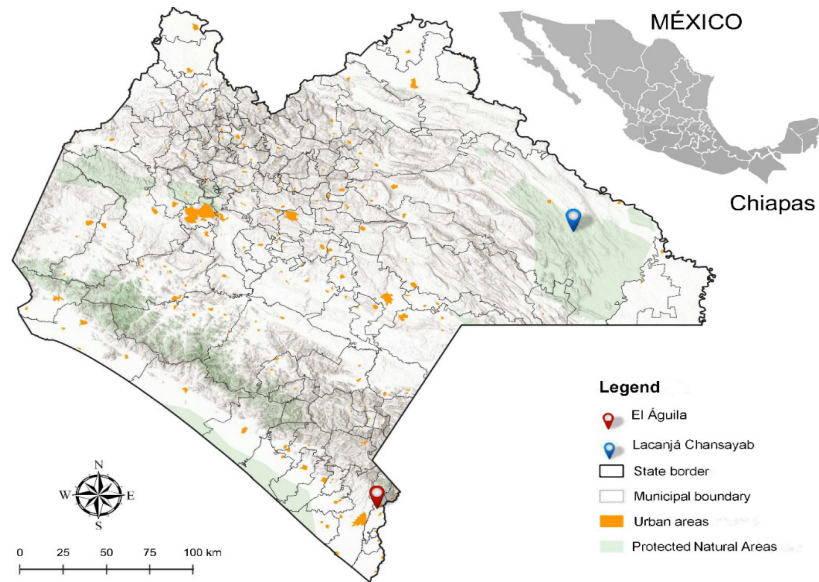 MÉXICO
Chiapas
Legend
El Águila
Lacanjá Chansayab
State border
Municipal boundary
Urban areas
Protected Natural Areas
N
W
E
S
0 25 50 75 100 km